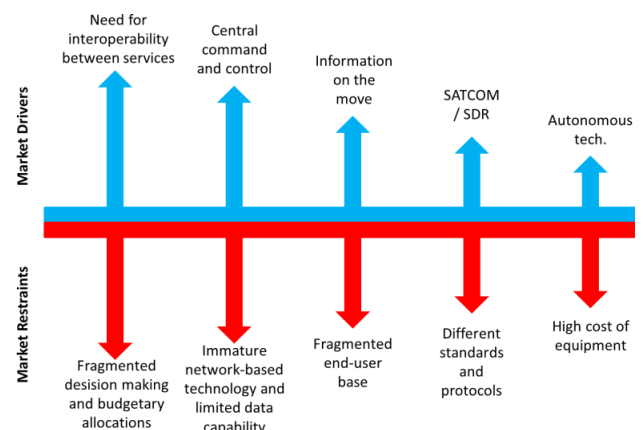 Market Drivers
Need for
interoperability
between services
Central
command
and control
Information
on the
move
SATCOM
/ SDR
Autonomous
tech.
Market Restraints
Fragmented
desision making
and budgetary
allocations
Immature
network-based
technology and
limited data
capability
Fragmented
end-user
base
Different
standards
and
protocols
High cost of
equipment